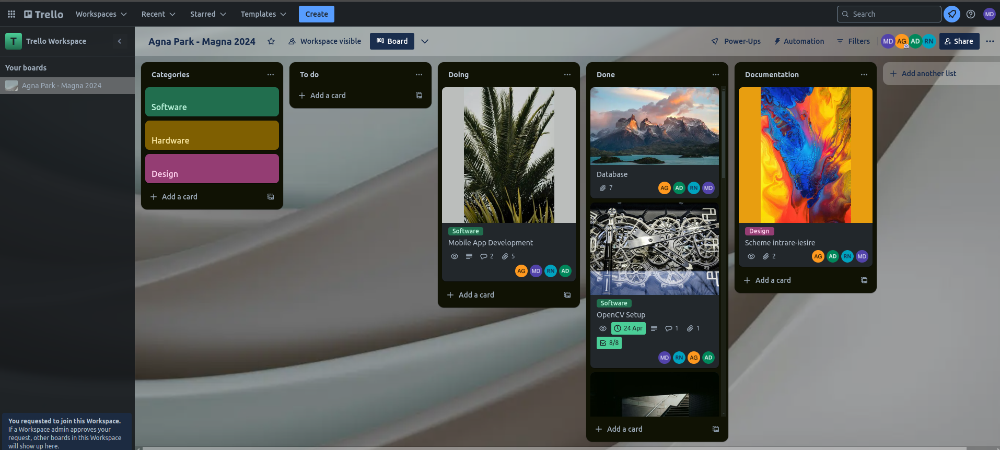 Trello
Workspaces
Recent
Starred
Templates
Create
Search
MD
T
Trello Workspace
Agna Park - Magna 2024
Workspace visible
Board
Power-Ups
Automation
Filters
MD
AG
AD
RN
Share
Your boards
Agna Park - Magna 2024
Categories
Software
Hardware
Design
Add a card
To do
Add a card
Doing
Software
Mobile App Development
2
5
AG
MD
RN
AD
Add a card
Done
Database
7
AG
AD
RN
MD
Software
OpenCV Setup
24 Apr
1
1
8/8
MD
RN
AG
AD
Add a card
Documentation
Design
Scheme intrare-iesire
2
AG
AD
RN
MD
Add a card
Add another list
You requested to join this Workspace.
If a Workspace admin approves your
request, other boards in this Workspace
will show up here.